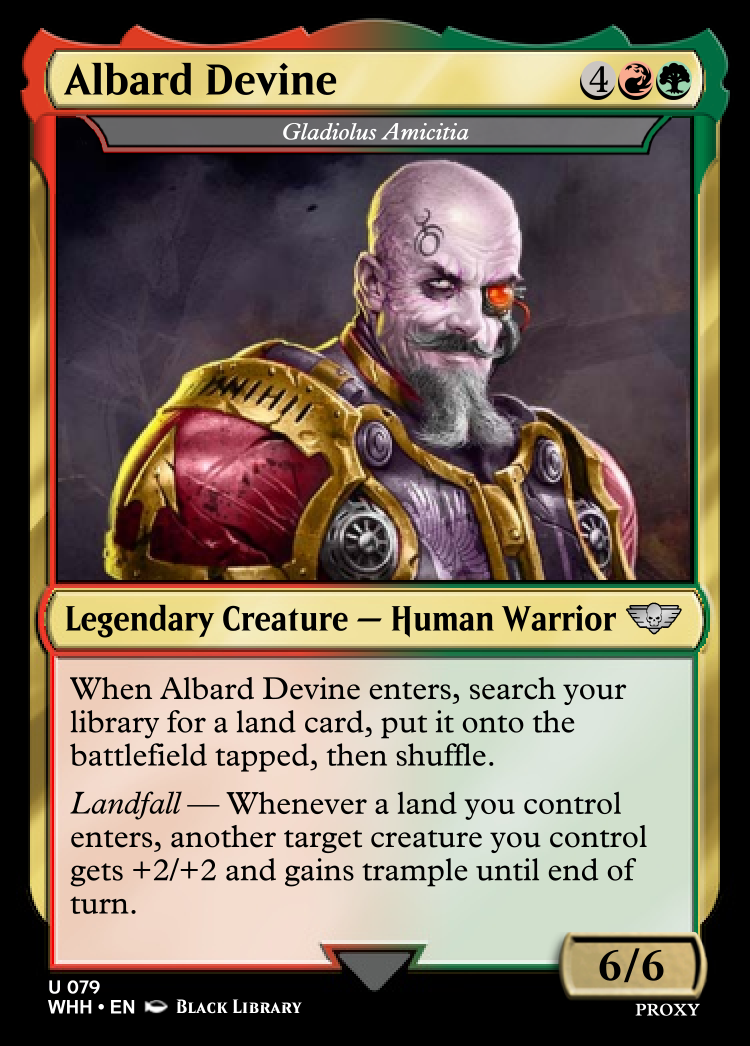 Albard Devine 4
Gladiolus Amicitia
Legendary Creature — Human Warrior
When Albard Devine enters, search your
library for a land card, put it onto the
battlefield tapped, then shuffle.
Landfall — Whenever a land you control
enters, another target creature you control
gets +2/+2 and gains trample until end of
turn.
6/6
U 079
WHH • EN BLACK LIBRARY
PROXY